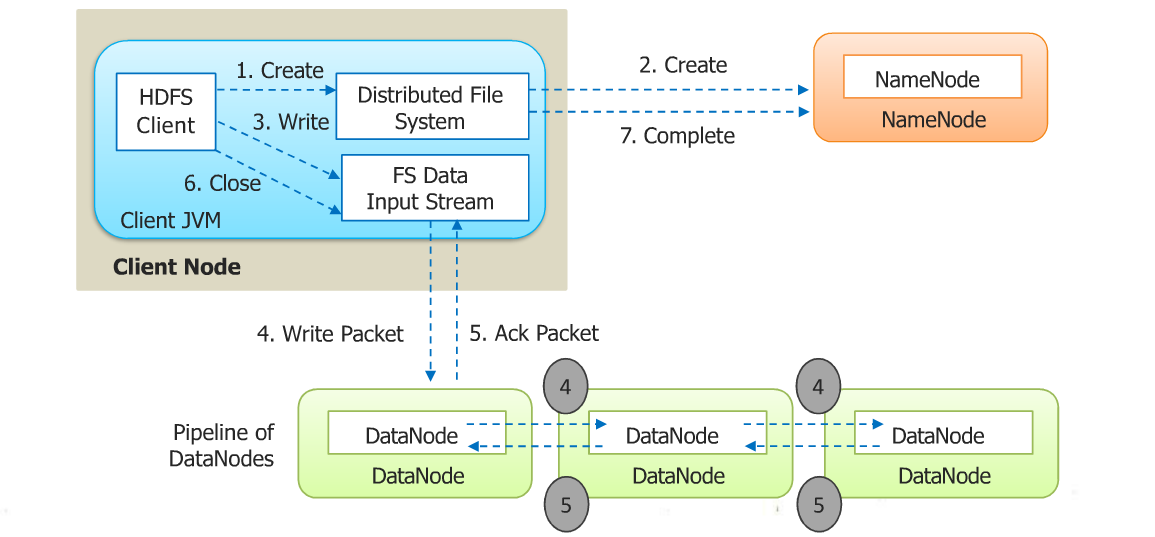 1. Create
HDFS
Client
Distributed File
System
3. Write
6. Close
FS Data
Input Stream
Client JVM
Client Node
2. Create
7. Complete
NameNode
NameNode
4. Write Packet
5. Ack Packet
4
4
Pipeline of
DataNodes
DataNode
DataNode
DataNode
DataNode
DataNode
DataNode
5
5